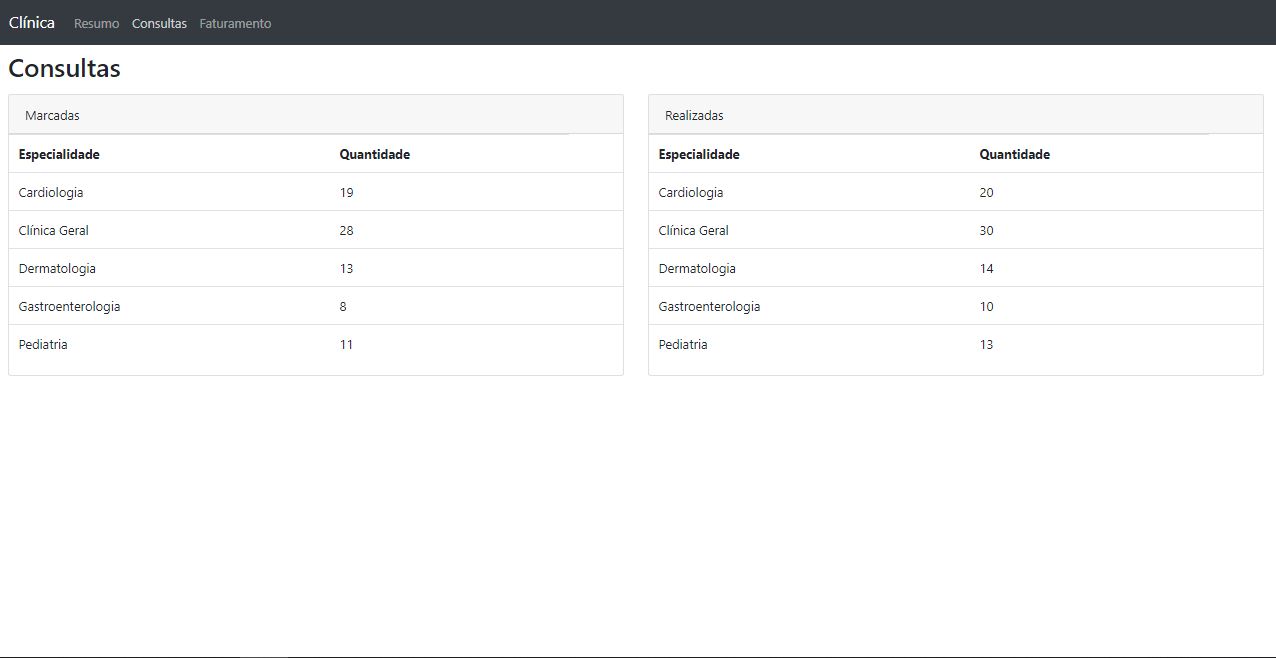 Clínica Resumo Consultas Faturamento
Consultas
Marcadas
Especialidade Quantidade
Cardiologia 19
Clínica Geral 28
Dermatologia 13
Gastroenterologia 8
Pediatria 11
Realizadas
Especialidade Quantidade
Cardiologia 20
Clínica Geral 30
Dermatologia 14
Gastroenterologia 10
Pediatria 13